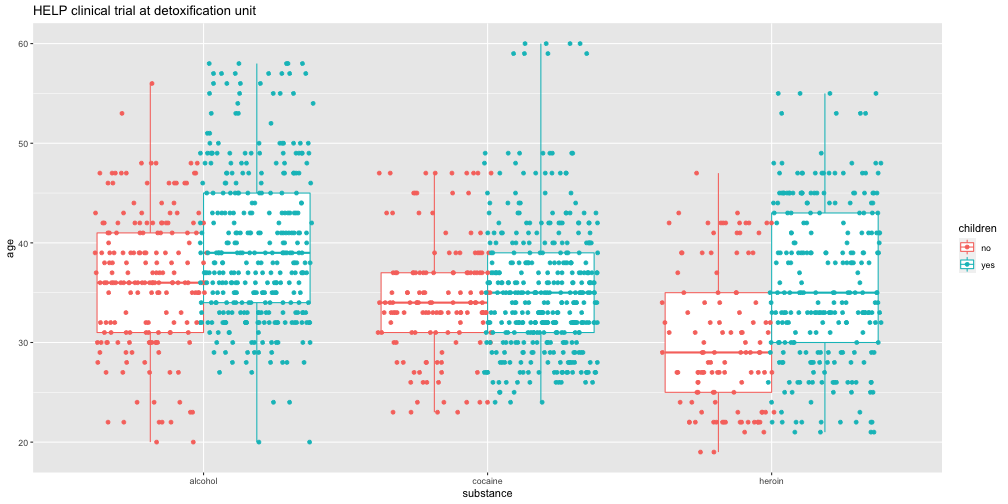 HELP clinical trial at detoxification unit
60
50
40
30
20
age
alcohol
cocaine
heroin
substance
children
no
yes